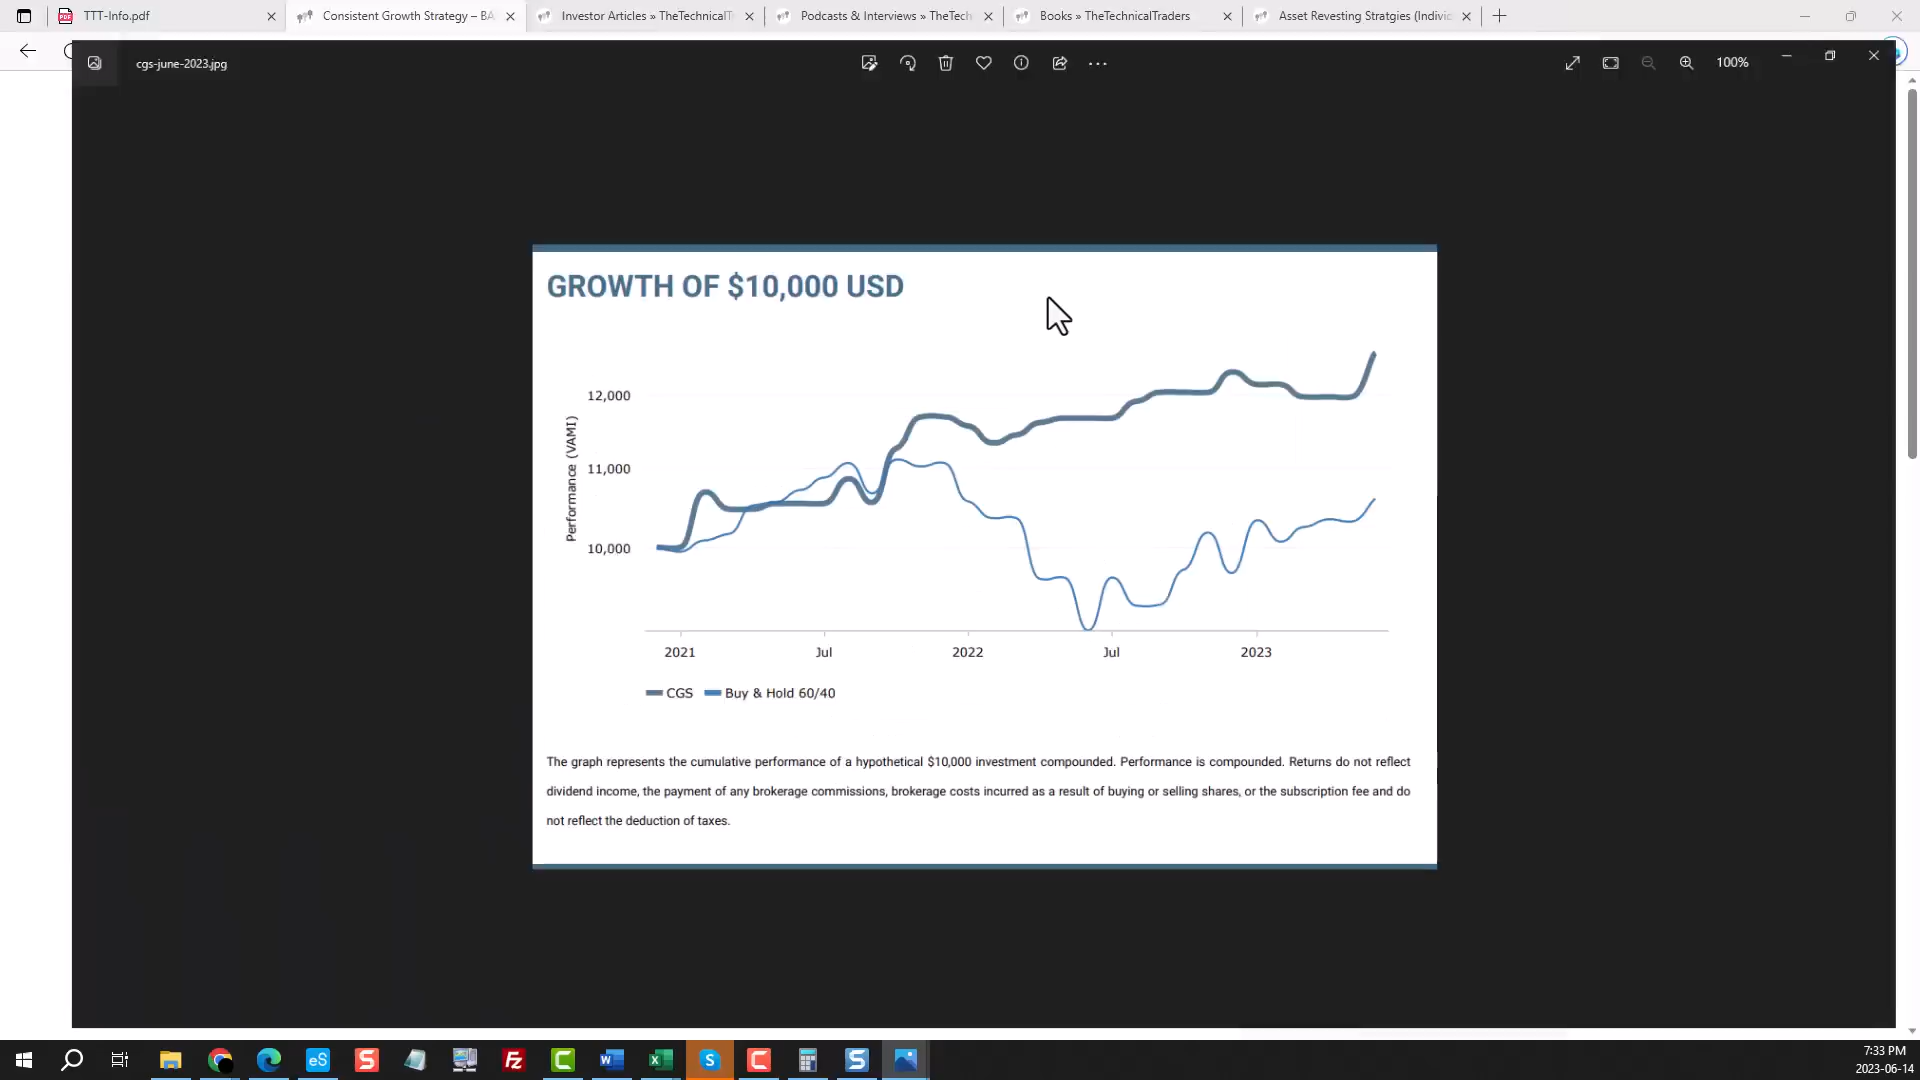 TTT-Info.pdf
Consistent Growth Strategy – BA
Investor Articles » TheTechnicalT
Podcasts & Interviews » TheTech
Books » TheTechnicalTraders
Asset Revesting Stratgies (Indivic
cgs-june-2023.jpg
100%
GROWTH OF $10,000 USD
Performance (VAMI)
12,000
11,000
10,000
2021 Jul 2022 Jul 2023
CGS Buy & Hold 60/40
The graph represents the cumulative performance of a hypothetical $10,000 investment compounded. Performance is compounded. Returns do not reflect
dividend income, the payment of any brokerage commissions, brokerage costs incurred as a result of buying or selling shares, or the subscription fee and do
not reflect the deduction of taxes.
7:33 PM
2023-06-14